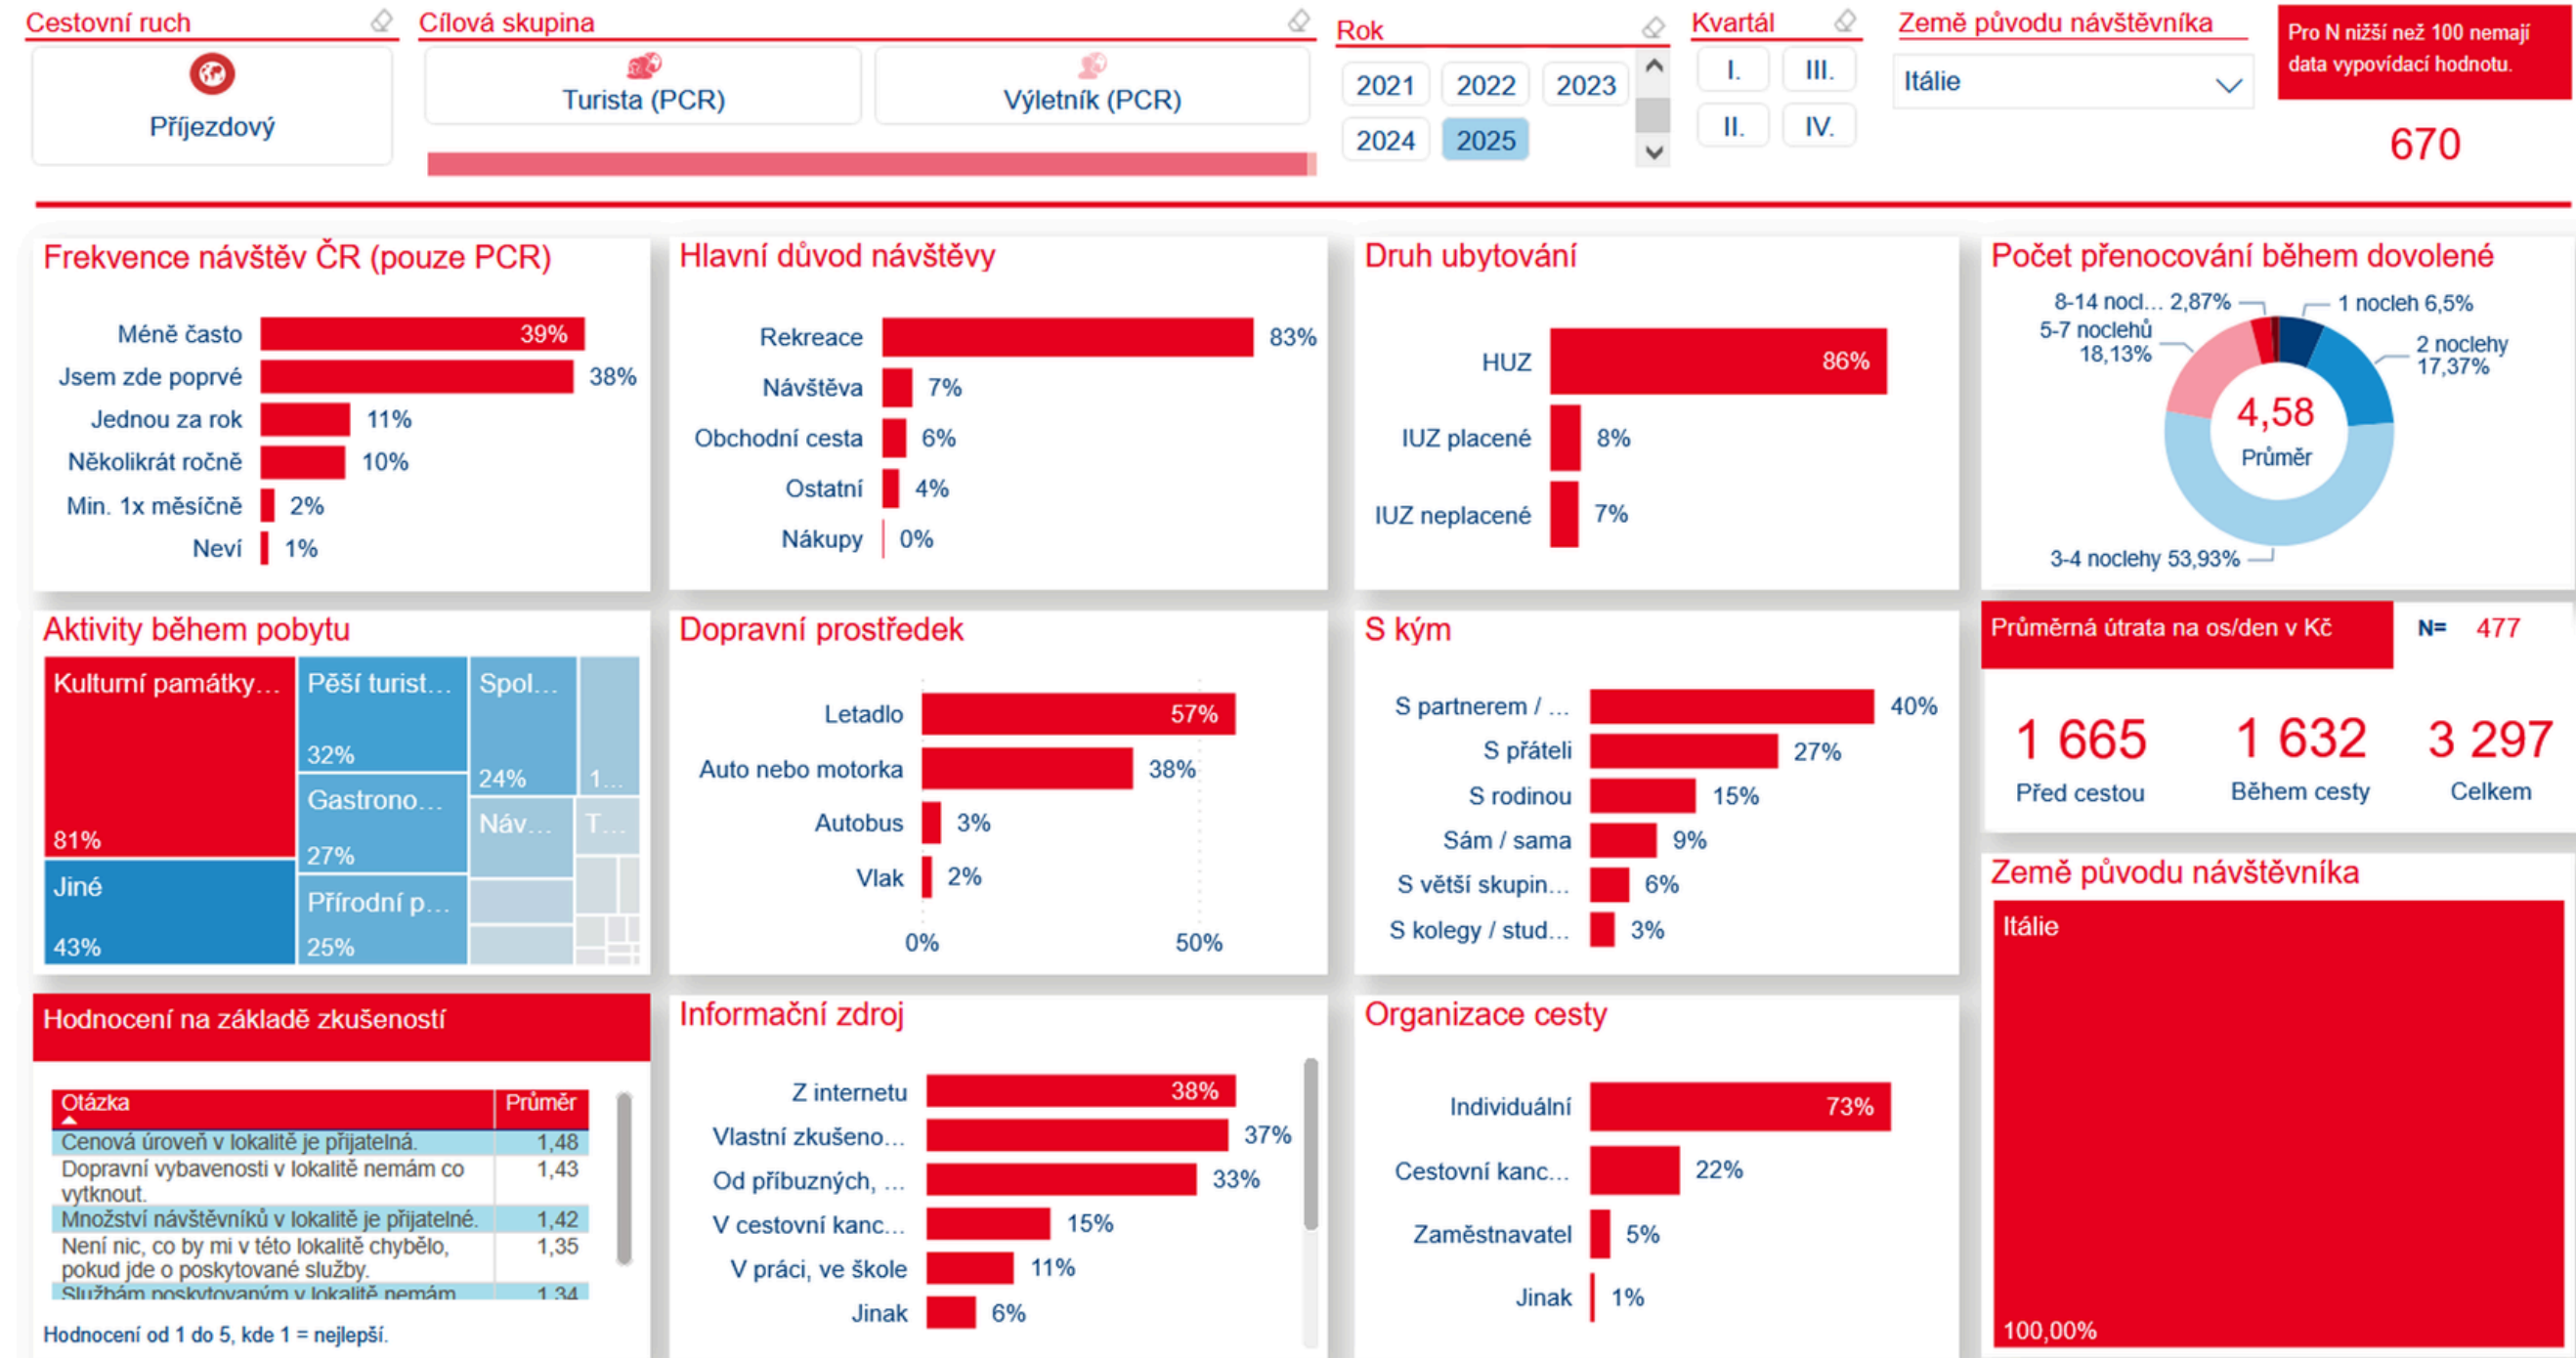 Cestovní ruch
Příjezdový
Cílová skupina
Turista (PCR)
Výletník (PCR)
Rok
2021
2022
2023
2024
2025
Kvartál
I.
III.
II.
IV.
Země původu návštěvníka
Itálie
Pro N nižší než 100 nemají
data vypovídací hodnotu.
670
Frekvence návštěv ČR (pouze PCR)
Méně často 39%
Jsem zde poprvé 38%
Jednou za rok 11%
Několikrát ročně 10%
Min. 1x měsíčně 2%
Neví 1%
Hlavní důvod návštěvy
Rekreace 83%
Návštěva 7%
Obchodní cesta 6%
Ostatní 4%
Nákupy 0%
Druh ubytování
HUZ 86%
IUZ placené 8%
IUZ neplacené 7%
Počet přenocování během dovolené
8-14 nocl... 2,87%
1 nocleh 6,5%
5-7 noclehů
18,13%
2 noclehy
17,37%
4,58
Průměr
3-4 noclehy 53,93%
Aktivity během pobytu
Kulturní památky...
81%
Jiné
43%
Pěší turist...
32%
Gastrono...
27%
Přírodní p...
25%
Spol...
24%
1...
Náv...
T...
Dopravní prostředek
Letadlo 57%
Auto nebo motorka 38%
Autobus 3%
Vlak 2%
0% 50%
S kým
S partnerem / ... 40%
S přáteli 27%
S rodinou 15%
Sám / sama 9%
S větší skupin... 6%
S kolegy / stud... 3%
Průměrná útrata na os/den v Kč
N= 477
1 665
Před cestou
1 632
Během cesty
3 297
Celkem
Země původu návštěvníka
Itálie
100,00%
Hodnocení na základě zkušeností
Otázka Průměr
Cenová úroveň v lokalitě je přijatelná. 1,48
Dopravní vybavenosti v lokalitě nemám co 1,43
vytknout.
Množství návštěvníků v lokalitě je přijatelné. 1,42
Není nic, co by mi v této lokalitě chybělo, 1,35
pokud jde o poskytované služby.
Službám poskytovaným v lokalitě nemám 1,34
Hodnocení od 1 do 5, kde 1 = nejlepší.
Informační zdroj
Z internetu 38%
Vlastní zkušeno... 37%
Od příbuzných, ... 33%
V cestovní kanc... 15%
V práci, ve škole 11%
Jinak 6%
Organizace cesty
Individuální 73%
Cestovní kanc... 22%
Zaměstnavatel 5%
Jinak 1%